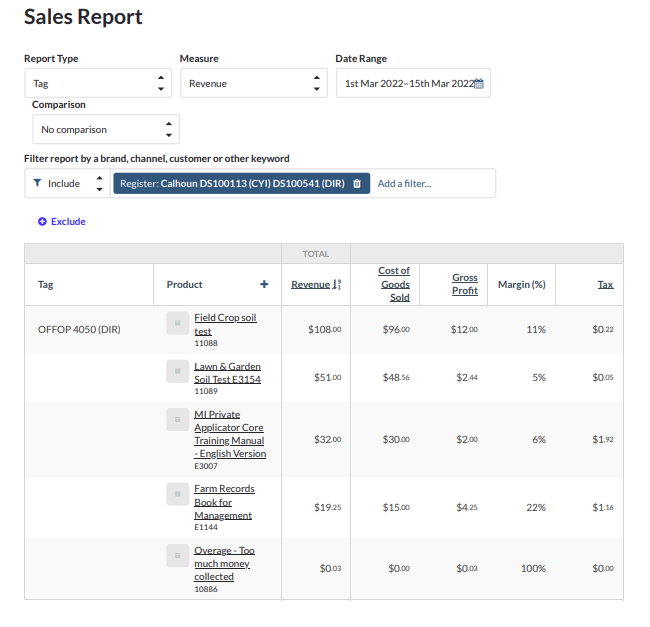 Sales Report
Report Type
Measure
Date Range
Tag
Revenue
1st Mar 2022–15th Mar 2022
Comparison
No comparison
Filter report by a brand, channel, customer or other keyword
Include
Register: Calhoun DS100113 (CYI) DS100541 (DIR)
Add a filter...
Exclude
TOTAL
Tag
Product
+
Revenue
Cost of
Goods
Sold
Gross
Profit
Margin (%)
Tax
OFFOP 4050 (DIR)
Field Crop soil
test
11088
$108.00
$96.00
$12.00
11%
$0.22
Lawn & Garden
Soil Test E3154
11089
$51.00
$48.56
$2.44
5%
$0.05
MI Private
Applicator Core
Training Manual
- English Version
E3007
$32.00
$30.00
$2.00
6%
$1.92
Farm Records
Book for
Management
E1144
$19.25
$15.00
$4.25
22%
$1.16
Overage - Too
much money
collected
10886
$0.03
$0.00
$0.03
100%
$0.00